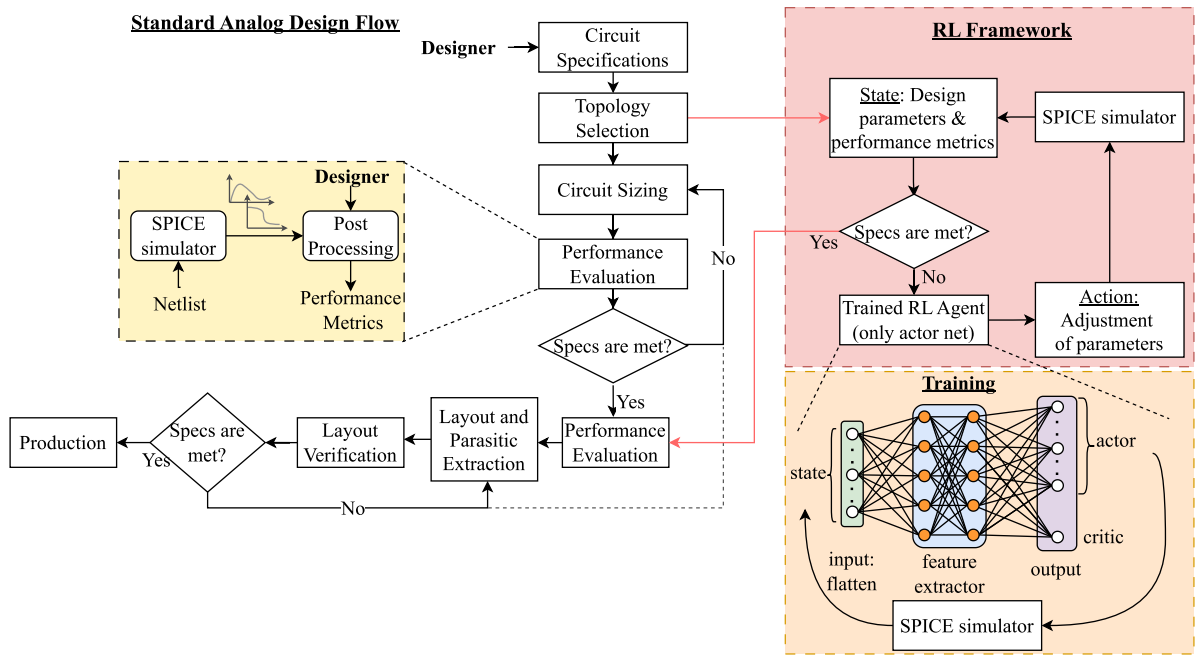 Standard Analog Design Flow
Designer
Circuit
Specifications
Topology
Selection
Circuit Sizing
Performance
Evaluation
No
Specs are met?
Yes
Performance
Evaluation
Layout and
Parasitic
Extraction
Layout
Verification
Specs are
met?
Yes
No
Production
Designer
SPICE
simulator
Post
Processing
Netlist
Performance
Metrics
RL Framework
State: Design
parameters &
performance metrics
SPICE simulator
Specs are met?
Yes
No
Trained RL Agent
(only actor net)
Action:
Adjustment
of parameters
Training
state
actor
critic
input:
flatten
feature
extractor
output
SPICE simulator